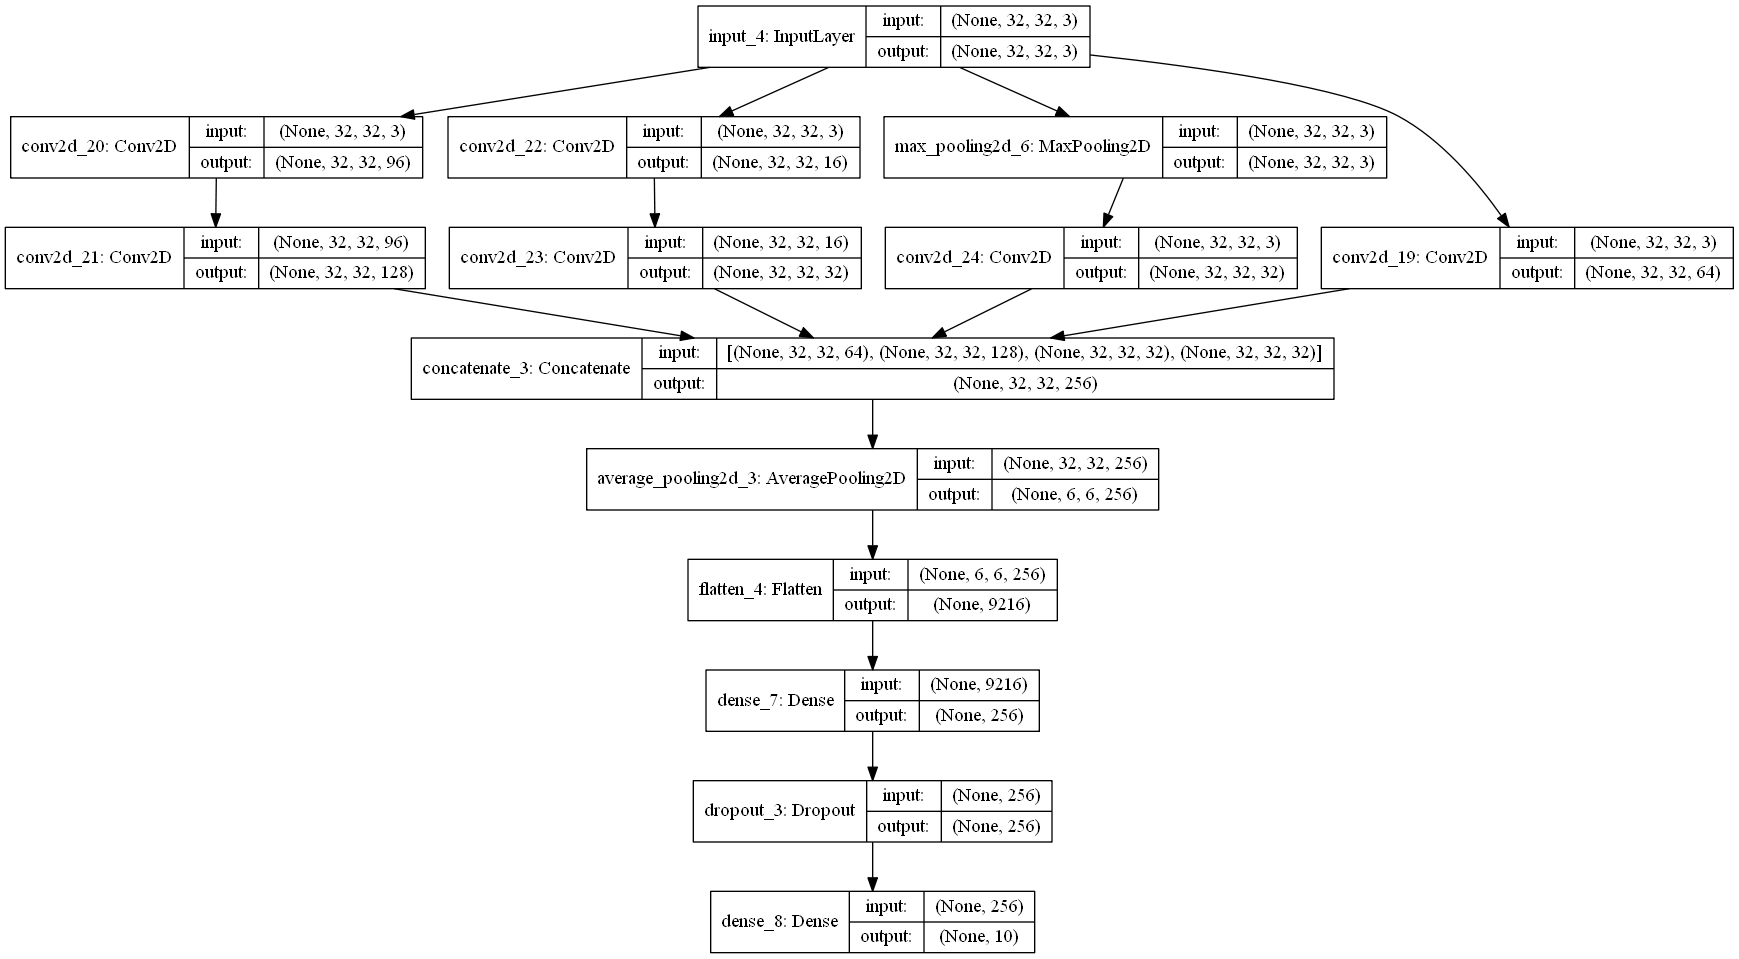 input_4: InputLayer
input: (None, 32, 32, 3)
output: (None, 32, 32, 3)
conv2d_20: Conv2D
input: (None, 32, 32, 3)
output: (None, 32, 32, 96)
conv2d_22: Conv2D
input: (None, 32, 32, 3)
output: (None, 32, 32, 16)
max_pooling2d_6: MaxPooling2D
input: (None, 32, 32, 3)
output: (None, 32, 32, 3)
conv2d_21: Conv2D
input: (None, 32, 32, 96)
output: (None, 32, 32, 128)
conv2d_23: Conv2D
input: (None, 32, 32, 16)
output: (None, 32, 32, 32)
conv2d_24: Conv2D
input: (None, 32, 32, 3)
output: (None, 32, 32, 32)
conv2d_19: Conv2D
input: (None, 32, 32, 3)
output: (None, 32, 32, 64)
concatenate_3: Concatenate
input: [(None, 32, 32, 64), (None, 32, 32, 128), (None, 32, 32, 32), (None, 32, 32, 32)]
output: (None, 32, 32, 256)
average_pooling2d_3: AveragePooling2D
input: (None, 32, 32, 256)
output: (None, 6, 6, 256)
flatten_4: Flatten
input: (None, 6, 6, 256)
output: (None, 9216)
dense_7: Dense
input: (None, 9216)
output: (None, 256)
dropout_3: Dropout
input: (None, 256)
output: (None, 256)
dense_8: Dense
input: (None, 256)
output: (None, 10)